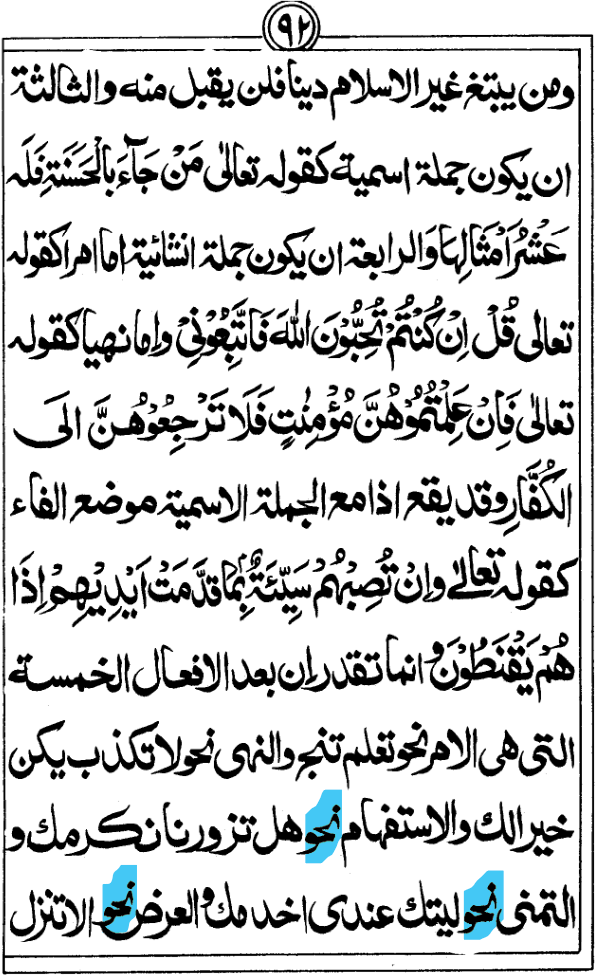 ٩٢
ومن يبتغ غير الاسلام دينا فلن يقبل منه والثالثة
ان يكون جملة اسمية كقوله تعالىٰ مَنْ جَآءَ بِالْحَسَنَةِ فَلَه
عَشْرُ اَمْثَالِهَا وَالرابعة ان يكون جملة انشائية اما امرا كقوله
تعالى قُلْ اِنْ كُنْتُمْ تُحِبُّوْنَ اللهَ فَاتَّبِعُوْنِيْ واما نهيا كقوله
تعالىٰ فَاِنْ عَلِمْتُمُوْهُنَّ مُؤْمِنٰتٍ فَلَا تَرْجِعُوْهُنَّ الَى
الكُفَّارِ وقد يقع اذا مع الجملة الاسمية موضع الفاء
كقوله تعالىٰ وَاِنْ تُصِبْهُمْ سَيِّئَةٌۢ بِمَا قَدَّمَتْ اَيْدِيْهِمْ اِذَا
هُمْ يَقْنَطُوْنَ و انما تقدر ان بعد الافعال الخمسة
التى هى الامر نحو تعلم تنج والنهى نحو لا تكذب يكن
خيرا لك والاستفهام نحو هل تزورنا نكرمك و
التمنى نحو ليتك عندى اخدمك والعرض نحو الا تنزل